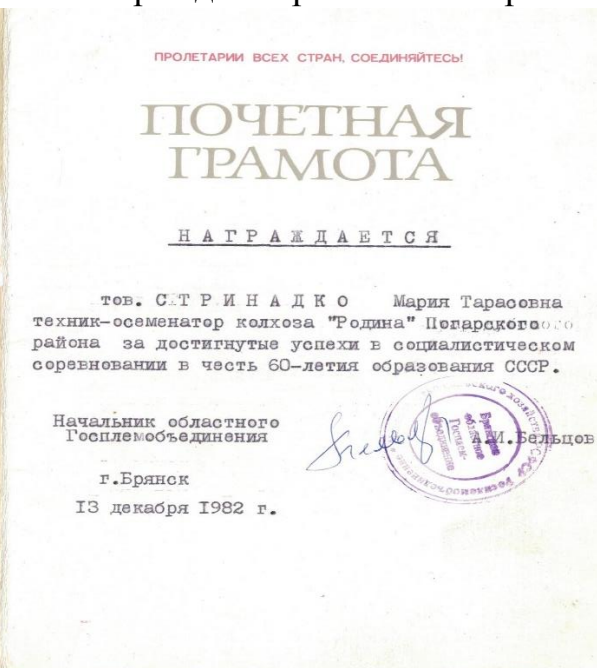 ПРОЛЕТАРИИ ВСЕХ СТРАН, СОЕДИНЯЙТЕСЬ!
ПОЧЕТНАЯ
ГРАМОТА
НАГРАЖДАЕТСЯ
тов. СТРИНАДКО Мария Тарасовна
техник-осеменатор колхоза "Родина" Погарского
района за достигнутые успехи в социалистическом
соревновании в честь 60-летия образования СССР.
Начальник областного
Госплемобъединения
А.И.Бельцов
г.Брянск
13 декабря 1982 г.